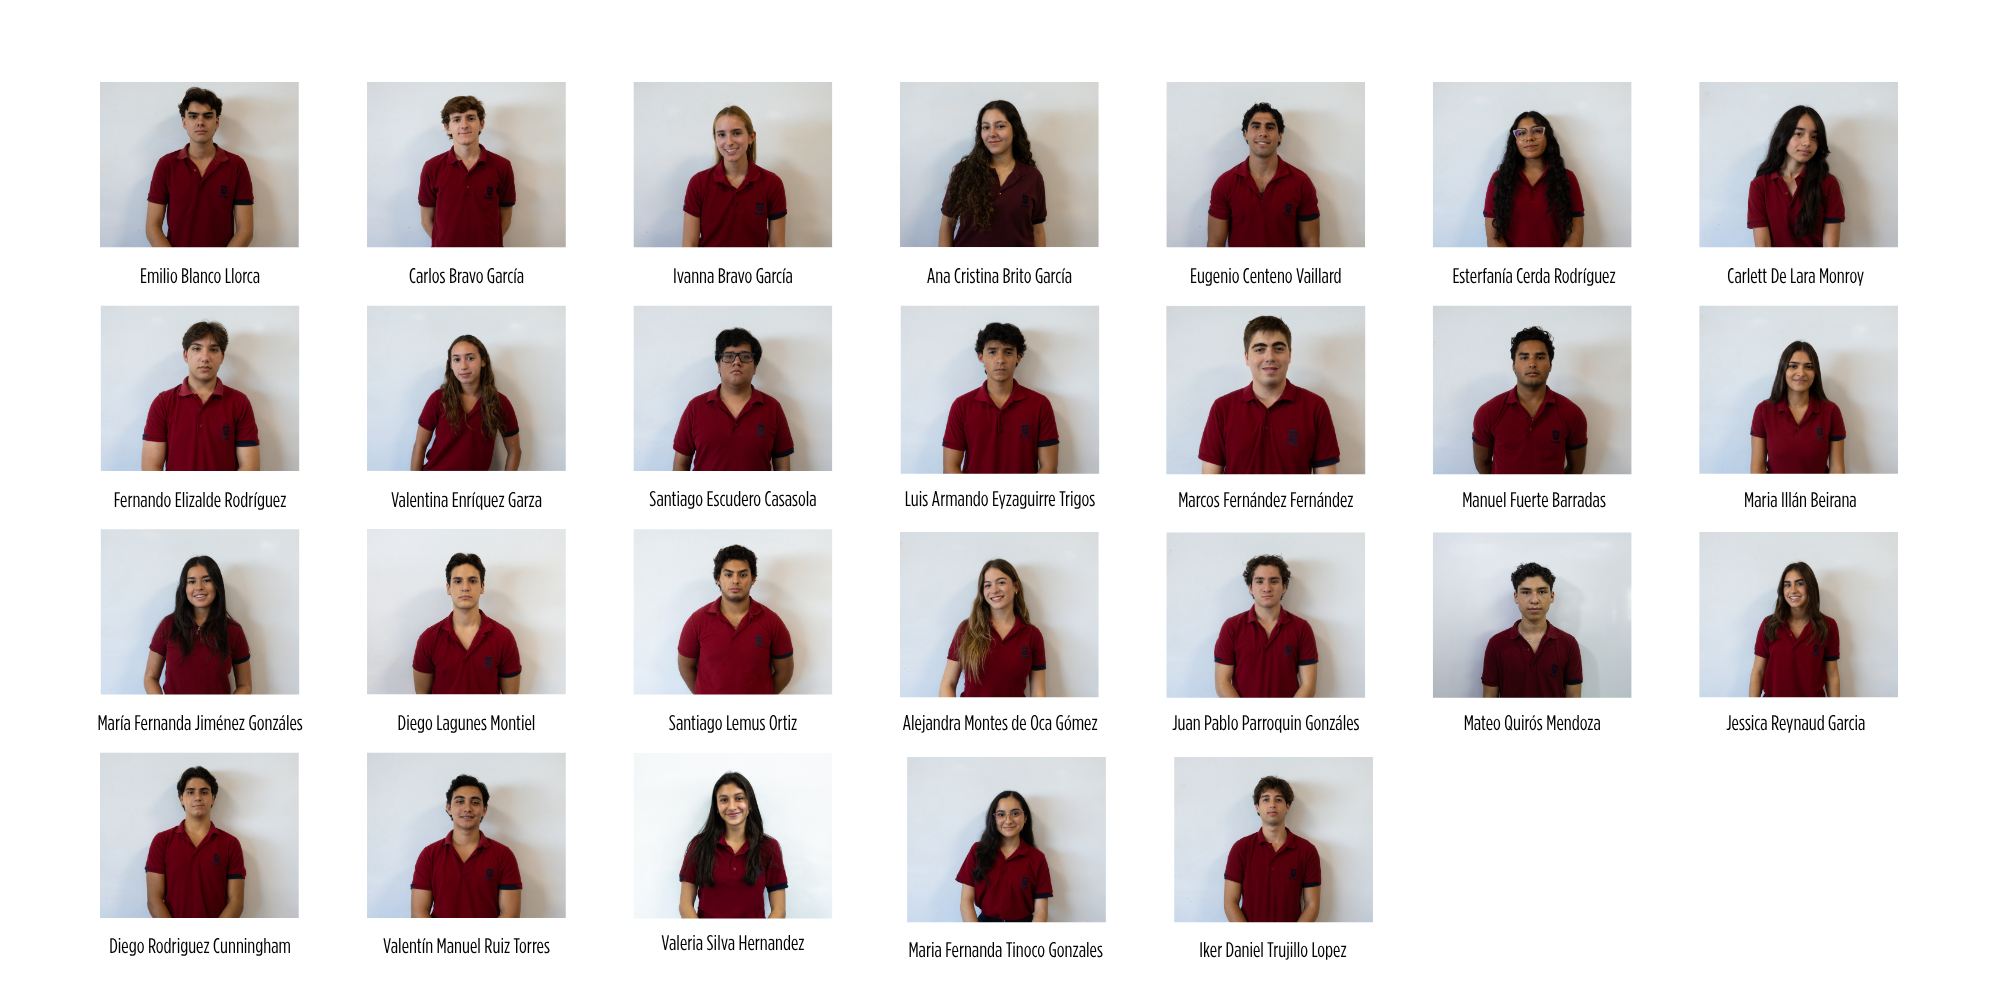 Emilio Blanco Llorca
Carlos Bravo García
Ivanna Bravo García
Ana Cristina Brito García
Eugenio Centeno Vaillard
Esterfanía Cerda Rodríguez
Carlett De Lara Monroy
Fernando Elizalde Rodríguez
Valentina Enríquez Garza
Santiago Escudero Casasola
Luis Armando Eyzaguirre Trigos
Marcos Fernández Fernández
Manuel Fuerte Barradas
Maria Illán Beirana
María Fernanda Jiménez Gonzáles
Diego Lagunes Montiel
Santiago Lemus Ortiz
Alejandra Montes de Oca Gómez
Juan Pablo Parroquin Gonzáles
Mateo Quirós Mendoza
Jessica Reynaud Garcia
Diego Rodriguez Cunningham
Valentín Manuel Ruiz Torres
Valeria Silva Hernandez
Maria Fernanda Tinoco Gonzales
Iker Daniel Trujillo Lopez